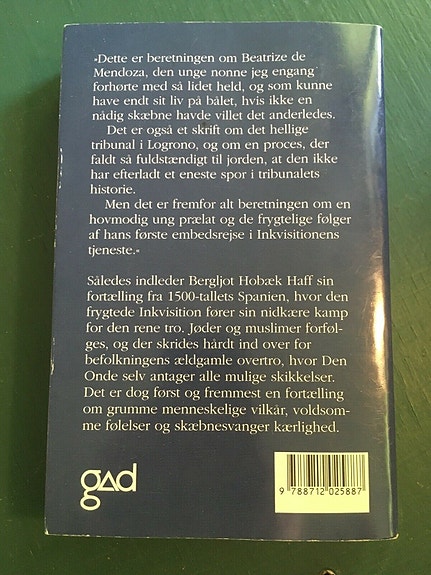 »Dette er beretningen om Beatrize de
Mendoza, den unge nonne jeg engang
forhørte med så lidet held, og som kunne
have endt sit liv på bålet, hvis ikke en
nådig skæbne havde villet det anderledes.
Det er også et skrift om det hellige
tribunal i Logrono, og om en proces, der
faldt så fuldstændigt til jorden, at den ikke
har efterladt et eneste spor i tribunalets
historie.
Men det er fremfor alt beretningen om en
hovmodig ung prælat og de frygtelige følger
af hans første embedsrejse i Inkvisitionens
tjeneste.«
Således indleder Bergljot Hobæk Haff sin
fortælling fra 1500-tallets Spanien, hvor den
frygtede Inkvisition fører sin nidkære kamp
for den rene tro. Jøder og muslimer forføl-
ges, og der skrides hårdt ind over for
befolkningens ældgamle overtro, hvor Den
Onde selv antager alle mulige skikkelser.
Det er dog først og fremmest en fortælling
om grumme menneskelige vilkår, voldsom-
me følelser og skæbnesvanger kærlighed.
gad
9 788712 025887